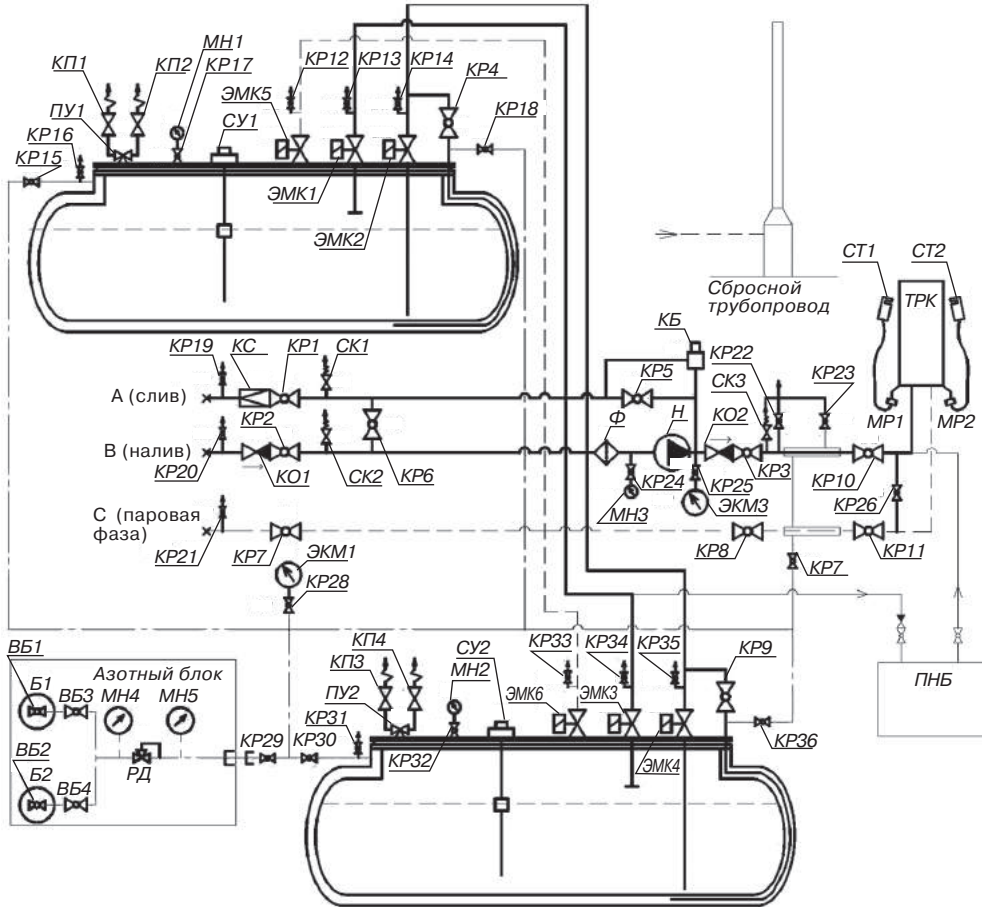 МН1
КП1
КП2
КР17
КР12
КР13
КР14
КР4
ЭМК5
ПУ1
СУ1
КР18
КР16
КР15
ЭМК1
ЭМК2
СТ1
СТ2
Сбросной
трубопровод
ТРК
КБ
КР19
КС
КР1
СК1
КР22
КР5
СК3
КР23
А (слив)
Ф
Н
КО2
МР1
МР2
КР2
В (налив)
КР20
КО1
СК2
КР6
КР24
КР25
КР3
КР10
МН3
ЭКМ3
КР26
С (паровая
фаза)
КР21
КР7
ЭКМ1
КР8
КР7
КР11
КР28
КП4
КП3
СУ2
МН2
КР33
КР34
КР35
КР9
ПНБ
ВБ1
Азотный блок
Б1
ВБ3
МН4
МН5
ПУ2
ЭМК6
ЭМК3
КР31
ВБ2
КР29
КР30
КР32
ЭМК4
КР36
Б2
ВБ4
РД